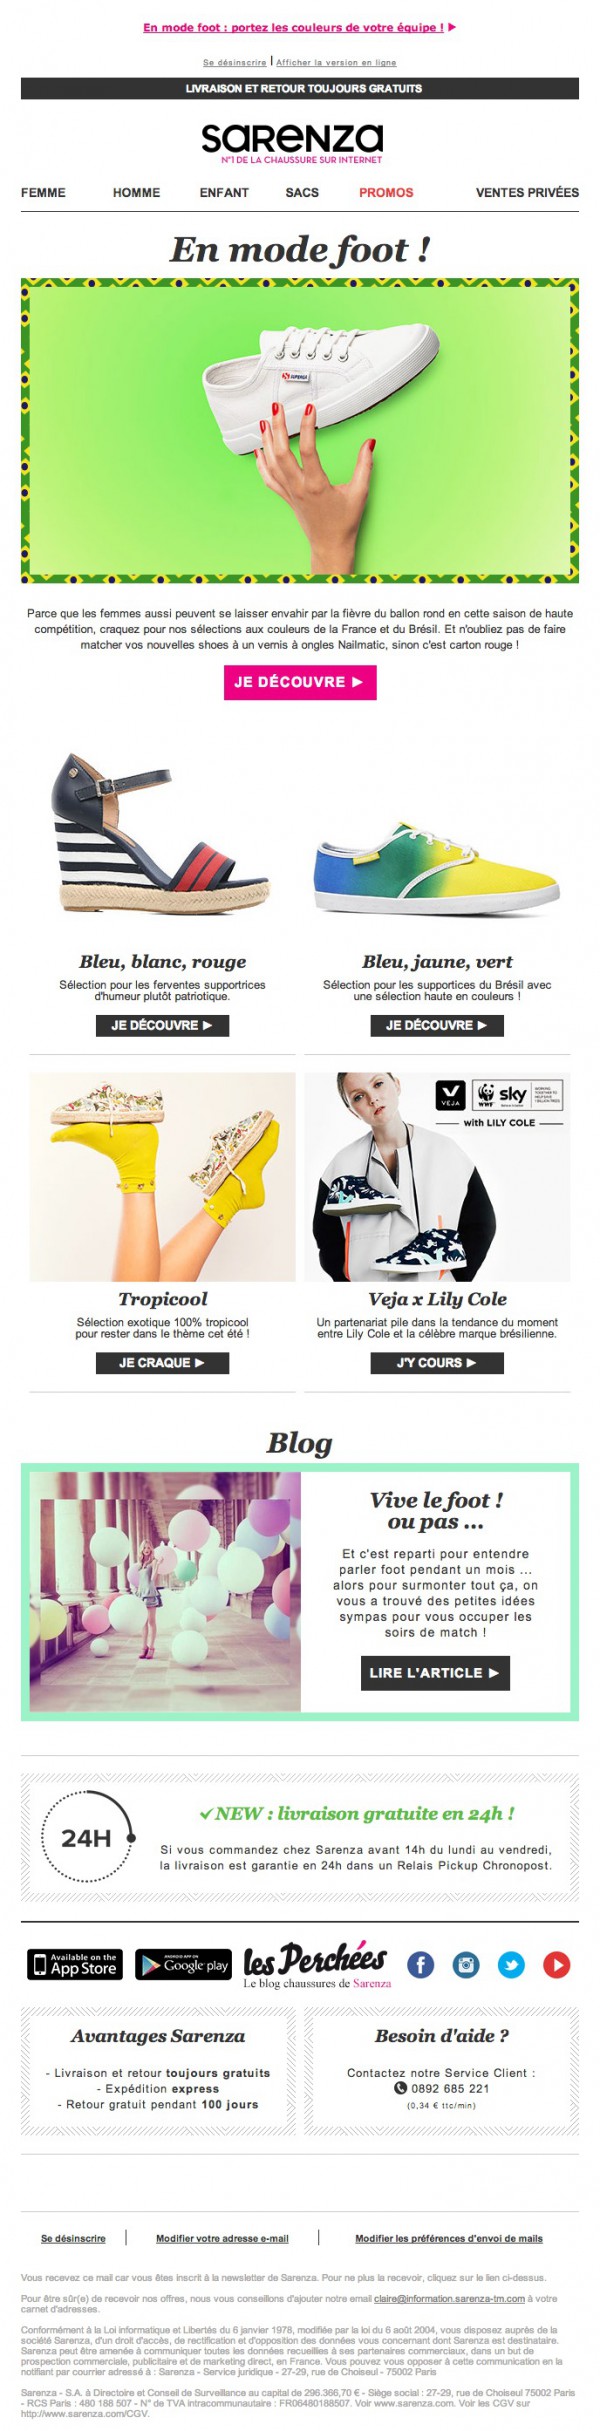 En mode foot : portez les couleurs de votre équipe ! ►
Se désinscrire | Afficher la version en ligne
LIVRAISON ET RETOUR TOUJOURS GRATUITS
sarenza
N°1 DE LA CHAUSSURE SUR INTERNET
FEMME HOMME ENFANT SACS PROMOS VENTES PRIVÉES
En mode foot !
SUPERGA
Parce que les femmes aussi peuvent se laisser envahir par la fièvre du ballon rond en cette saison de haute
compétition, craquez pour nos sélections aux couleurs de la France et du Brésil. Et n'oubliez pas de faire
matcher vos nouvelles shoes à un vernis à ongles Nailmatic, sinon c'est carton rouge !
JE DÉCOUVRE ►
Bleu, blanc, rouge
Sélection pour les ferventes supportrices
d'humeur plutôt patriotique.
JE DÉCOUVRE ►
Bleu, jaune, vert
Sélection pour les supportices du Brésil avec
une sélection haute en couleurs !
JE DÉCOUVRE ►
VEJA WWF sky
with LILY COLE
Tropicool
Sélection exotique 100% tropicool
pour rester dans le thème cet été !
JE CRAQUE ►
Veja x Lily Cole
Un partenariat pile dans la tendance du moment
entre Lily Cole et la célèbre marque brésilienne.
J'Y COURS ►
Blog
Vive le foot !
ou pas ...
Et c'est reparti pour entendre
parler foot pendant un mois ...
alors pour surmonter tout ça, on
vous a trouvé des petites idées
sympas pour vous occuper les
soirs de match !
LIRE L'ARTICLE ►
24H
NEW : livraison gratuite en 24h !
Si vous commandez chez Sarenza avant 14h du lundi au vendredi,
la livraison est garantie en 24h dans un Relais Pickup Chronopost.
Available on the
App Store
ANDROID APP ON
Google play
les Perchées
Le blog chaussures de Sarenza
Avantages Sarenza
- Livraison et retour toujours gratuits
- Expédition express
- Retour gratuit pendant 100 jours
Besoin d'aide ?
Contactez notre Service Client :
0892 685 221
(0,34 € ttc/min)
Se désinscrire | Modifier votre adresse e-mail | Modifier les préférences d'envoi de mails
Vous recevez ce mail car vous êtes inscrit à la newsletter de Sarenza. Pour ne plus la recevoir, cliquez sur le lien ci-dessus.
Pour être sûr(e) de recevoir nos offres, nous vous conseillons d'ajouter notre email claire@information.sarenza-tm.com à votre
carnet d'adresses.
Conformément à la Loi informatique et Libertés du 6 janvier 1978, modifiée par la loi du 6 août 2004, vous disposez auprès de la
société Sarenza, d'un droit d'accès, de rectification et d'opposition des données vous concernant dont Sarenza est destinataire.
Sarenza peut être amenée à communiquer toutes les données recueillies à ses partenaires commerciaux, dans un but de
prospection commerciale, publicitaire et de marketing direct, en France. Vous pouvez vous opposer à cette communication en la
notifiant par courrier adressé à : Sarenza - Service juridique - 27-29, rue de Choiseul - 75002 Paris
Sarenza - S.A. à Directoire et Conseil de Surveillance au capital de 296.366,70 € - Siège social : 27-29, rue de Choiseul 75002 Paris
- RCS Paris : 480 188 507 - N° de TVA intracommunautaire : FR06480188507. Voir www.sarenza.com. Voir les CGV sur
http://www.sarenza.com/CGV.